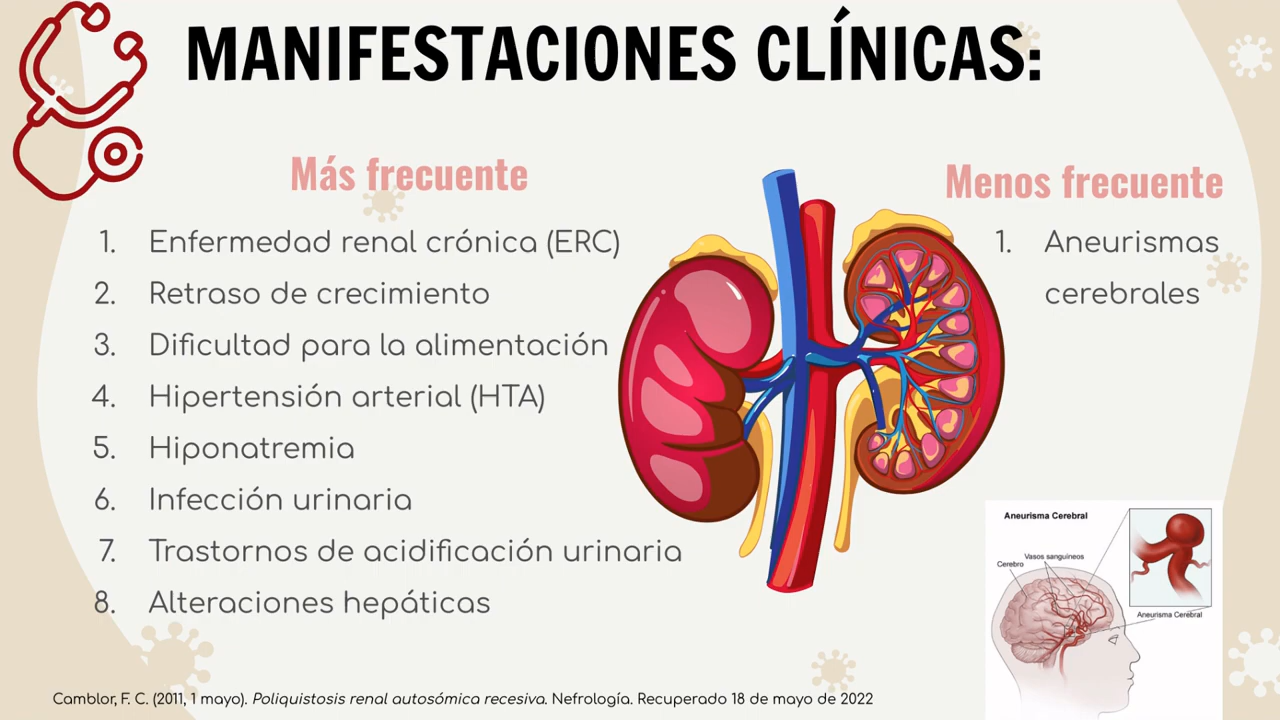 MANIFESTACIONES CLÍNICAS:
Más frecuente
1. Enfermedad renal crónica (ERC)
2. Retraso de crecimiento
3. Dificultad para la alimentación
4. Hipertensión arterial (HTA)
5. Hiponatremia
6. Infección urinaria
7. Trastornos de acidificación urinaria
8. Alteraciones hepáticas
Menos frecuente
1. Aneurismas
cerebrales
Aneurisma Cerebral
Vasos sanguíneos
Cerebro
Aneurisma Cerebral
Camblor, F. C. (2011, 1 mayo). Poliquistosis renal autosómica recesiva. Nefrología. Recuperado 18 de mayo de 2022